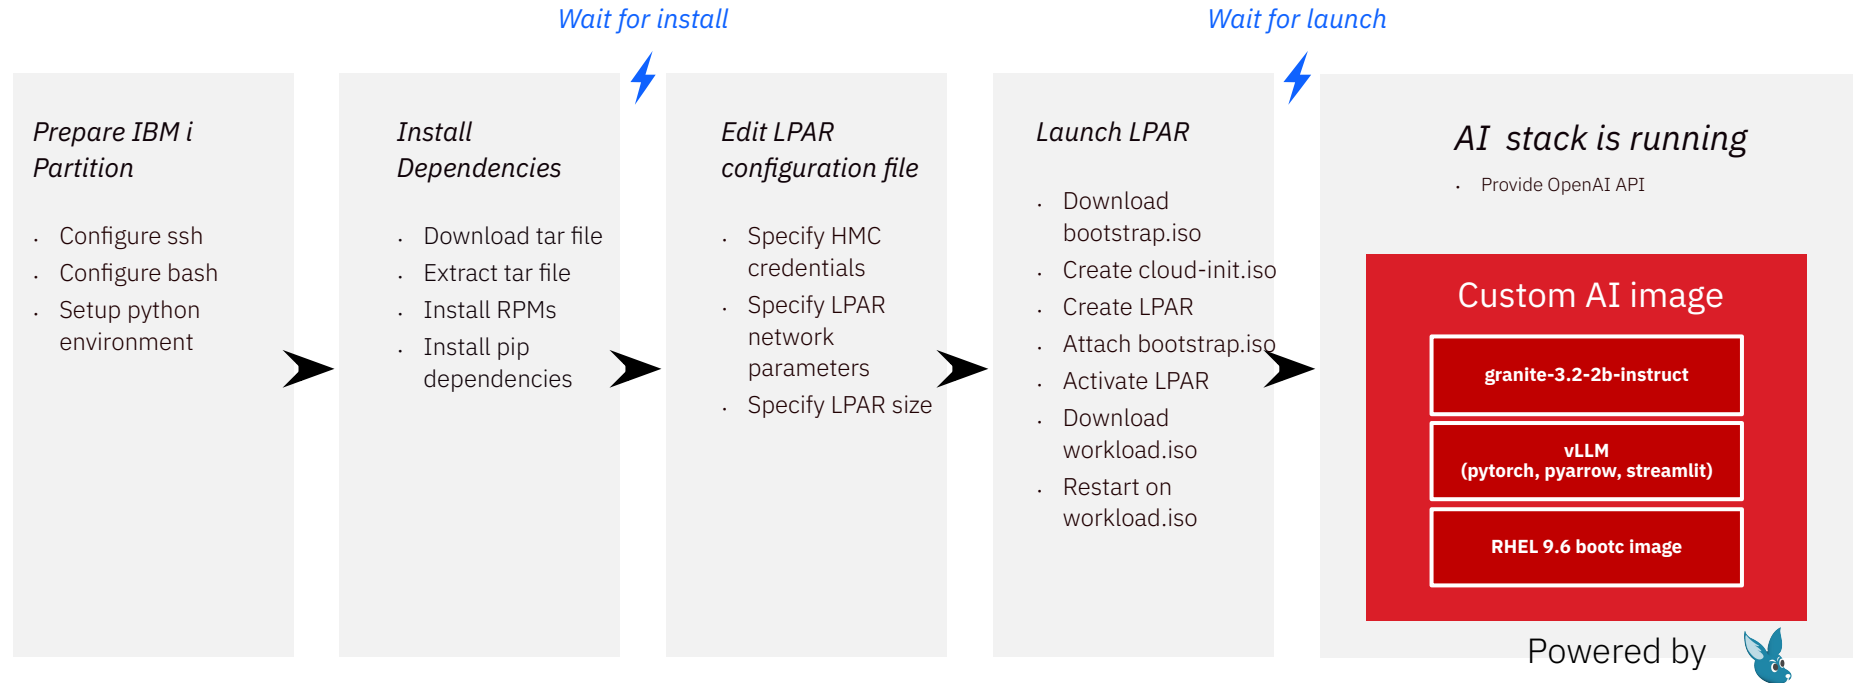 Wait for install
Wait for launch
Prepare IBM i
Partition
• Configure ssh
• Configure bash
• Setup python
environment
Install
Dependencies
• Download tar file
• Extract tar file
• Install RPMs
• Install pip
dependencies
Edit LPAR
configuration file
• Specify HMC
credentials
• Specify LPAR
network
parameters
• Specify LPAR size
Launch LPAR
• Download
bootstrap.iso
• Create cloud-init.iso
• Create LPAR
• Attach bootstrap.iso
• Activate LPAR
• Download
workload.iso
• Restart on
workload.iso
AI stack is running
• Provide OpenAI API
Custom AI image
granite-3.2-2b-instruct
vLLM
(pytorch, pyarrow, streamlit)
RHEL 9.6 bootc image
Powered by